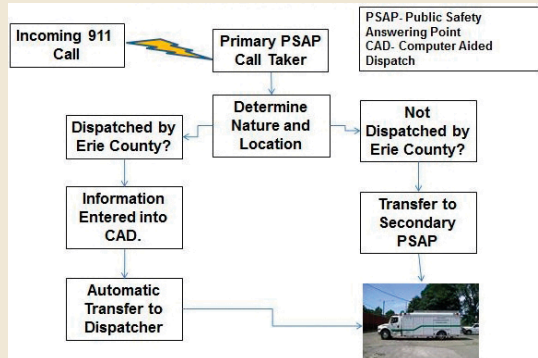 Incoming 911
Call
Primary PSAP
Call Taker
PSAP- Public Safety
Answering Point
CAD- Computer Aided
Dispatch
Determine
Nature and
Location
Dispatched by
Erie County?
Not
Dispatched by
Erie County?
Information
Entered into
CAD.
Transfer to
Secondary
PSAP
Automatic
Transfer to
Dispatcher